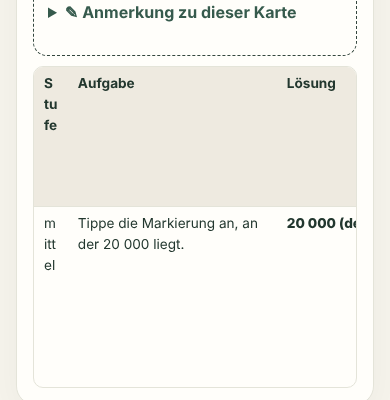 ▶ ✎ Anmerkung zu dieser Karte
S Aufgabe Lösung
tu
fe
m Tippe die Markierung an, an 20 000 (de
itt der 20 000 liegt.
el